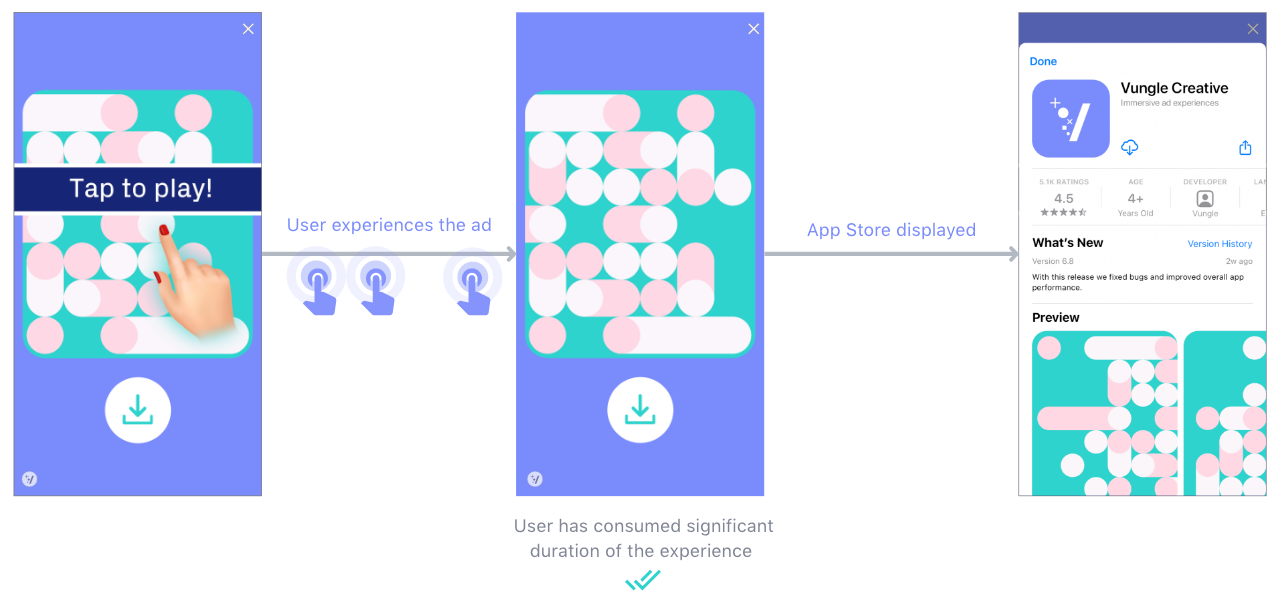 Tap to play!
User experiences the ad
App Store displayed
User has consumed significant
duration of the experience
Done
Vungle Creative
Immersive ad experiences
5.1K RATINGS
4.5
AGE
4+
Years Old
DEVELOPER
Vungle
LAN
E
What's New
Version History
Version 6.8
2w ago
With this release we fixed bugs and improved overall app
performance.
Preview